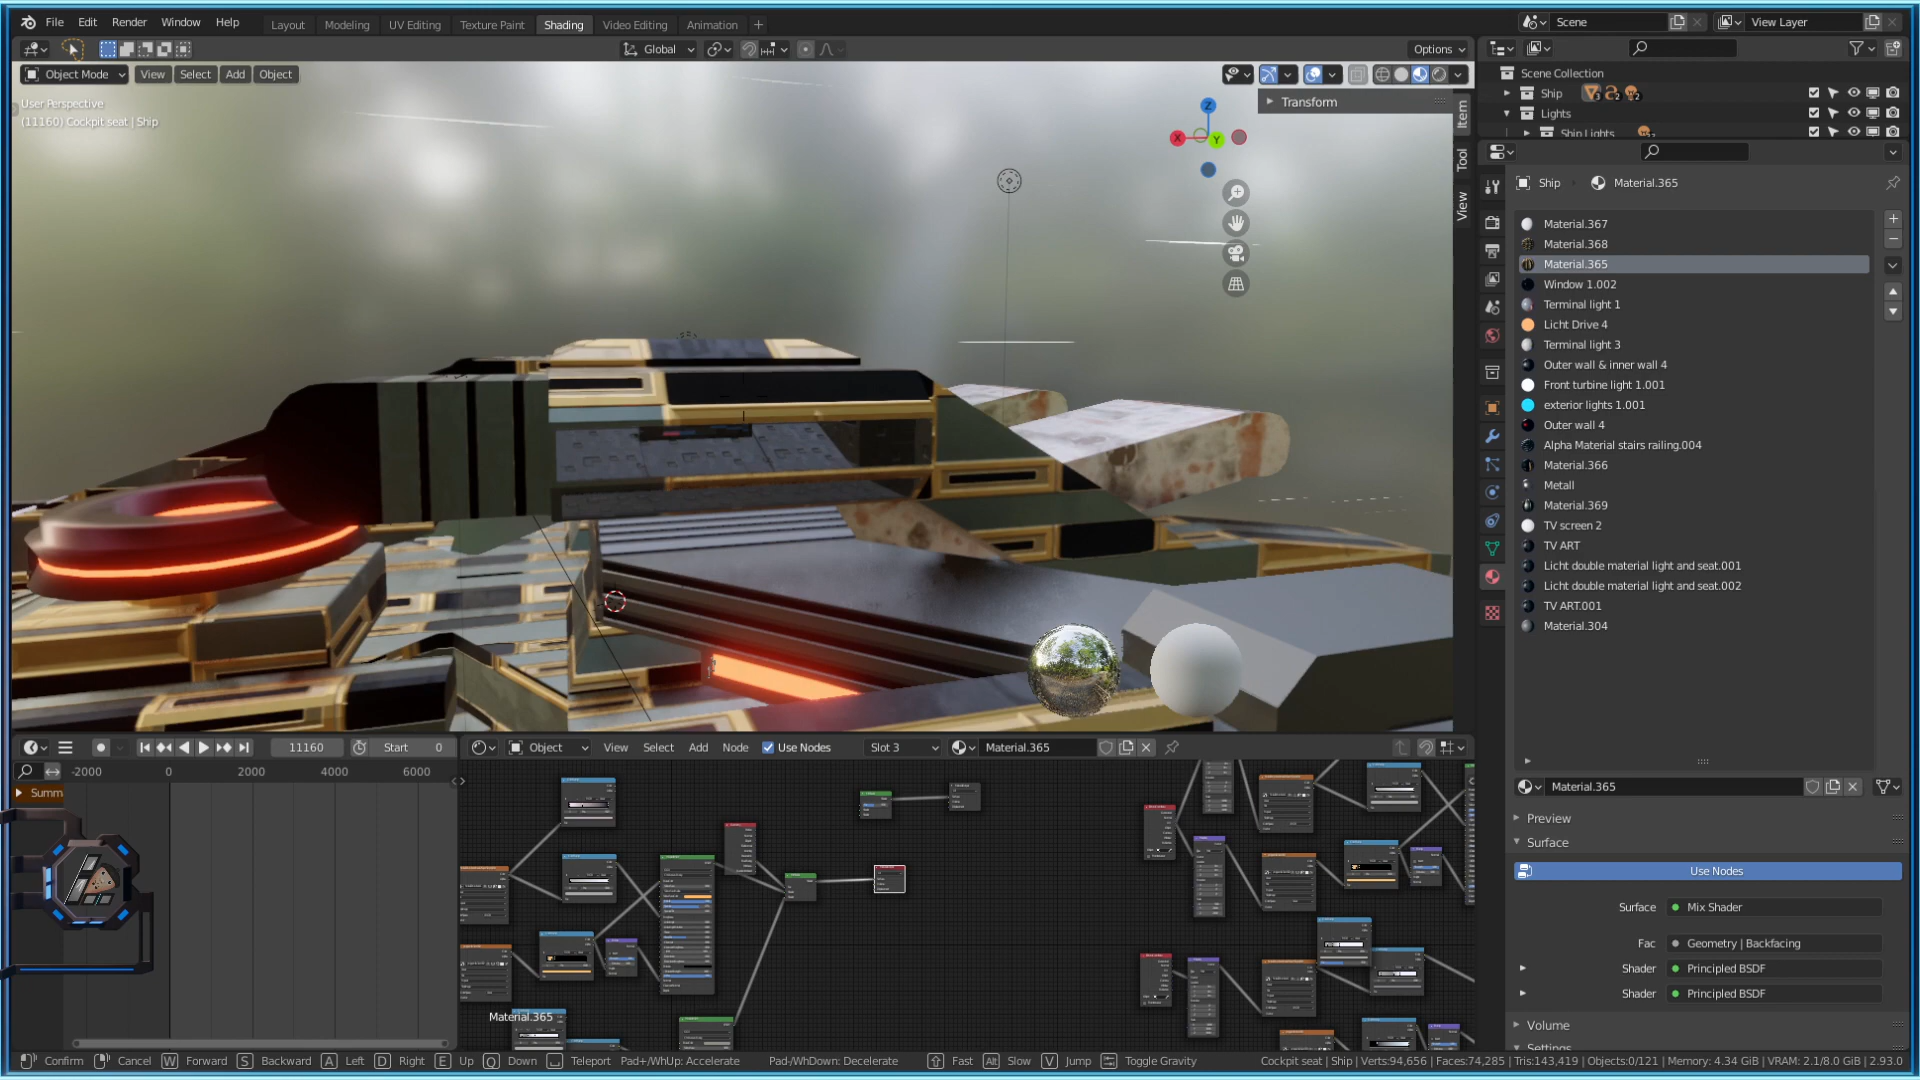 File Edit Render Window Help Layout Modeling UV Editing Texture Paint Shading Video Editing Animation + Scene View Layer
Global Options
Object Mode View Select Add Object
User Perspective
(11160) Cockpit seat | Ship
Z
X Y
Transform
Item
Tool
View
Scene Collection
Ship 3 2 2
Lights
Ship Lights
Ship Material.365
Material.367
Material.368
Material.365
Window 1.002
Terminal light 1
Licht Drive 4
Terminal light 3
Outer wall & inner wall 4
Front turbine light 1.001
exterior lights 1.001
Outer wall 4
Alpha Material stairs railing.004
Material.366
Metall
Material.369
TV screen 2
TV ART
Licht double material light and seat.001
Licht double material light and seat.002
TV ART.001
Material.304
Material.365
Preview
Surface
Use Nodes
Surface Mix Shader
Fac Geometry | Backfacing
Shader Principled BSDF
Shader Principled BSDF
Volume
Settings
11160 Start 0
-2000 0 2000 4000 6000
Summ
Object View Select Add Node Use Nodes Slot 3 Material.365
Material.365
Confirm Cancel W Forward S Backward A Left D Right E Up Q Down Teleport Pad+/WhUp: Accelerate Pad-/WhDown: Decelerate Fast Alt Slow V Jump Toggle Gravity Cockpit seat | Ship | Verts:94,656 | Faces:74,285 | Tris:143,419 | Objects:0/121 | Memory: 4.34 GiB | VRAM: 2.1/8.0 GiB | 2.93.0